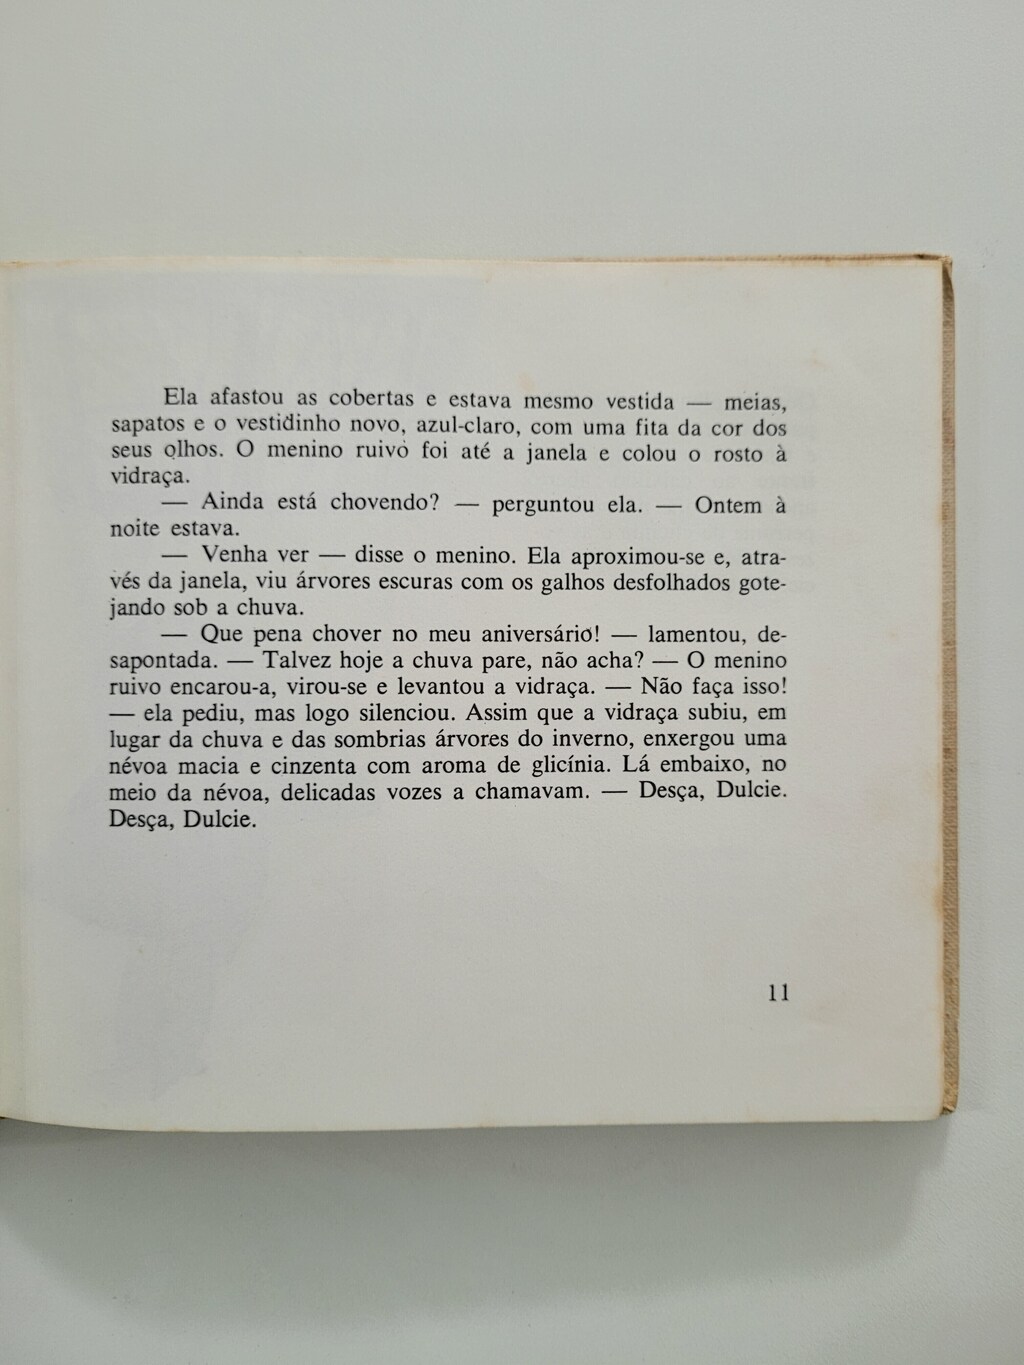 Ela afastou as cobertas e estava mesmo vestida — meias,
sapatos e o vestidinho novo, azul-claro, com uma fita da cor dos
seus olhos. O menino ruivo foi até a janela e colou o rosto à
vidraça.
— Ainda está chovendo? — perguntou ela. — Ontem à
noite estava.
— Venha ver — disse o menino. Ela aproximou-se e, atra-
vés da janela, viu árvores escuras com os galhos desfolhados gote-
jando sob a chuva.
— Que pena chover no meu aniversário! — lamentou, de-
sapontada. — Talvez hoje a chuva pare, não acha? — O menino
ruivo encarou-a, virou-se e levantou a vidraça. — Não faça isso!
— ela pediu, mas logo silenciou. Assim que a vidraça subiu, em
lugar da chuva e das sombrias árvores do inverno, enxergou uma
névoa macia e cinzenta com aroma de glicínia. Lá embaixo, no
meio da névoa, delicadas vozes a chamavam. — Desça, Dulcie.
Desça, Dulcie.
11